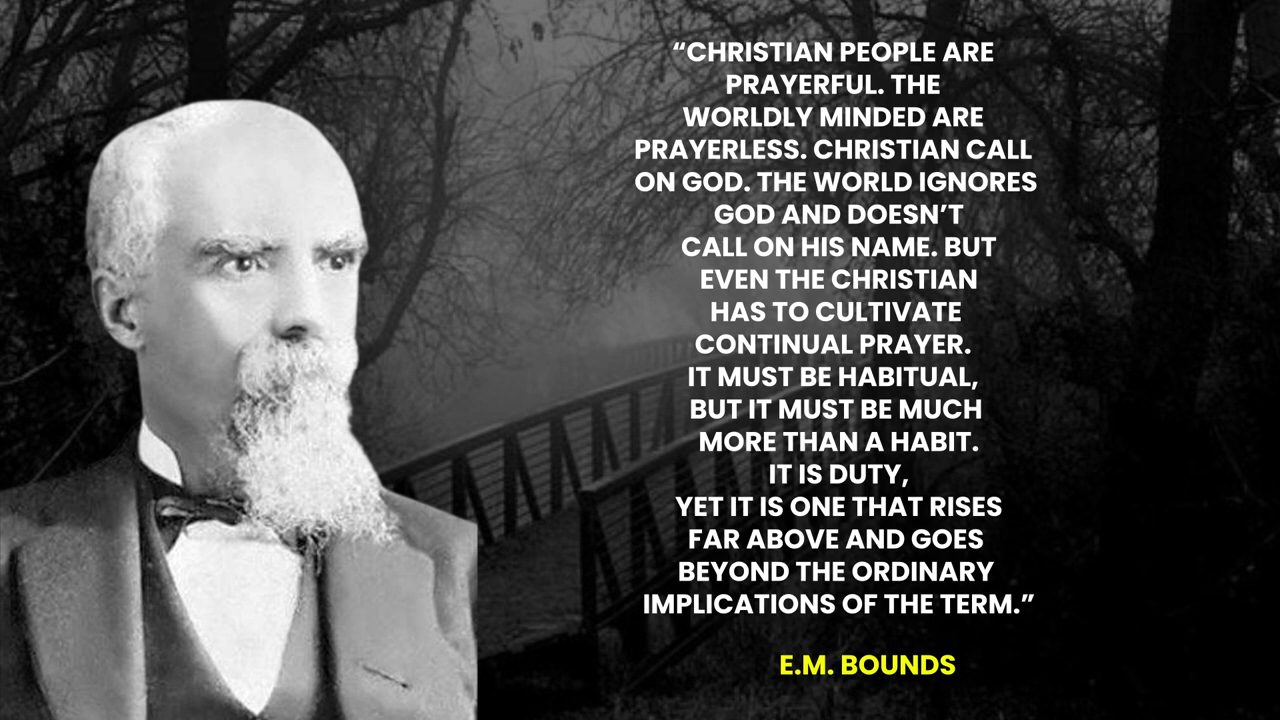 “CHRISTIAN PEOPLE ARE
PRAYERFUL. THE
WORLDLY MINDED ARE
PRAYERLESS. CHRISTIAN CALL
ON GOD. THE WORLD IGNORES
GOD AND DOESN’T
CALL ON HIS NAME. BUT
EVEN THE CHRISTIAN
HAS TO CULTIVATE
CONTINUAL PRAYER.
IT MUST BE HABITUAL,
BUT IT MUST BE MUCH
MORE THAN A HABIT.
IT IS DUTY,
YET IT IS ONE THAT RISES
FAR ABOVE AND GOES
BEYOND THE ORDINARY
IMPLICATIONS OF THE TERM.”
E.M. BOUNDS